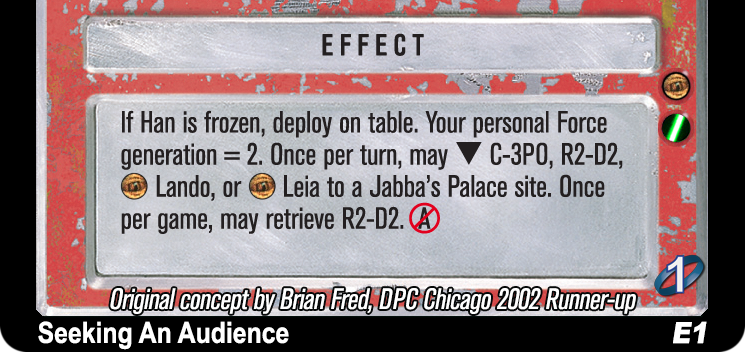 EFFECT
If Han is frozen, deploy on table. Your personal Force
generation = 2. Once per turn, may ▼ C-3PO, R2-D2,
Lando, or Leia to a Jabba's Palace site. Once
per game, may retrieve R2-D2. A
1
Original concept by Brian Fred, DPC Chicago 2002 Runner-up
Seeking An Audience E1